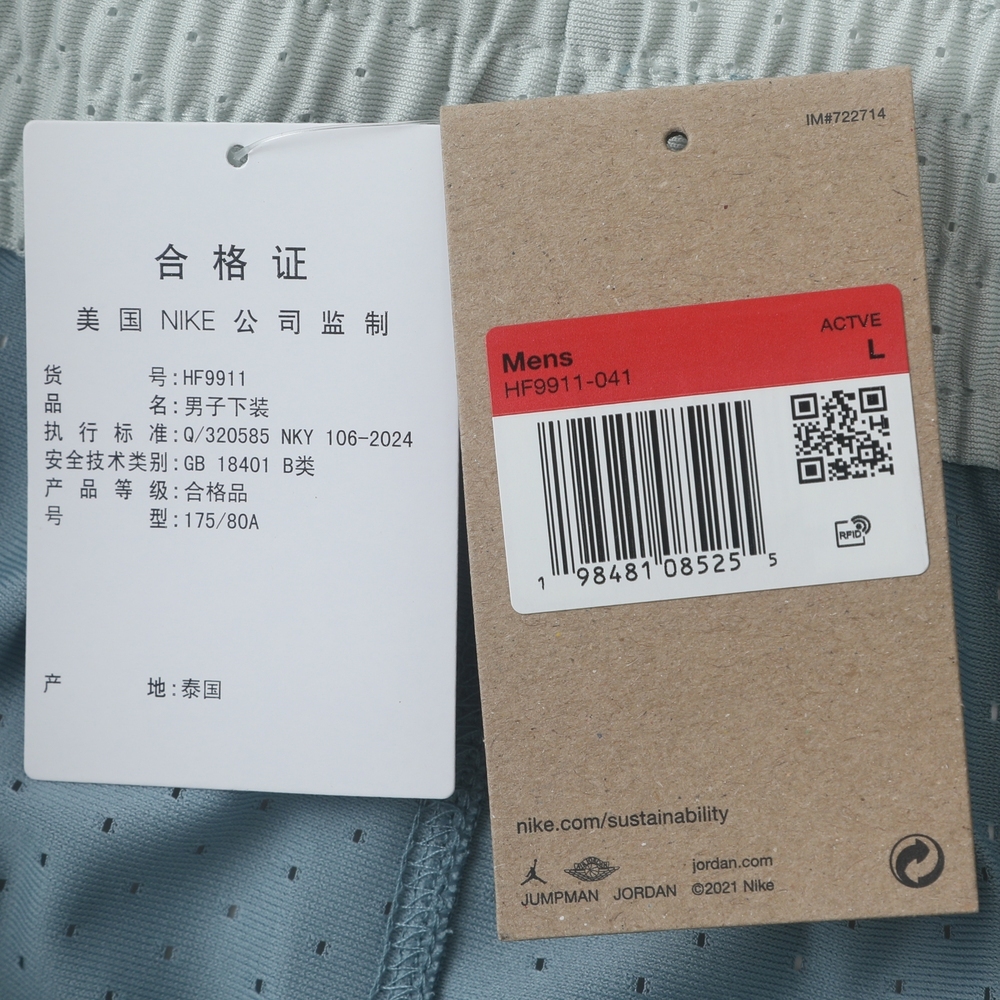 合格证
美国 NIKE 公司监制
货号:HF9911
品名:男子下装
执行标准:Q/320585 NKY 106-2024
安全技术类别:GB 18401 B类
产品等级:合格品
号型:175/80A
产地:泰国
IM#722714
ACTVE
Mens
L
HF9911-041
RFID
1 98481 08525 5
nike.com/sustainability
jordan.com
JUMPMAN JORDAN ©2021 Nike